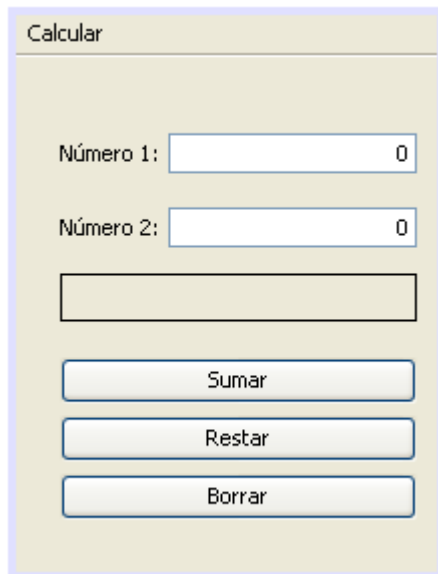 Calcular
Número 1: 0
Número 2: 0
Sumar
Restar
Borrar